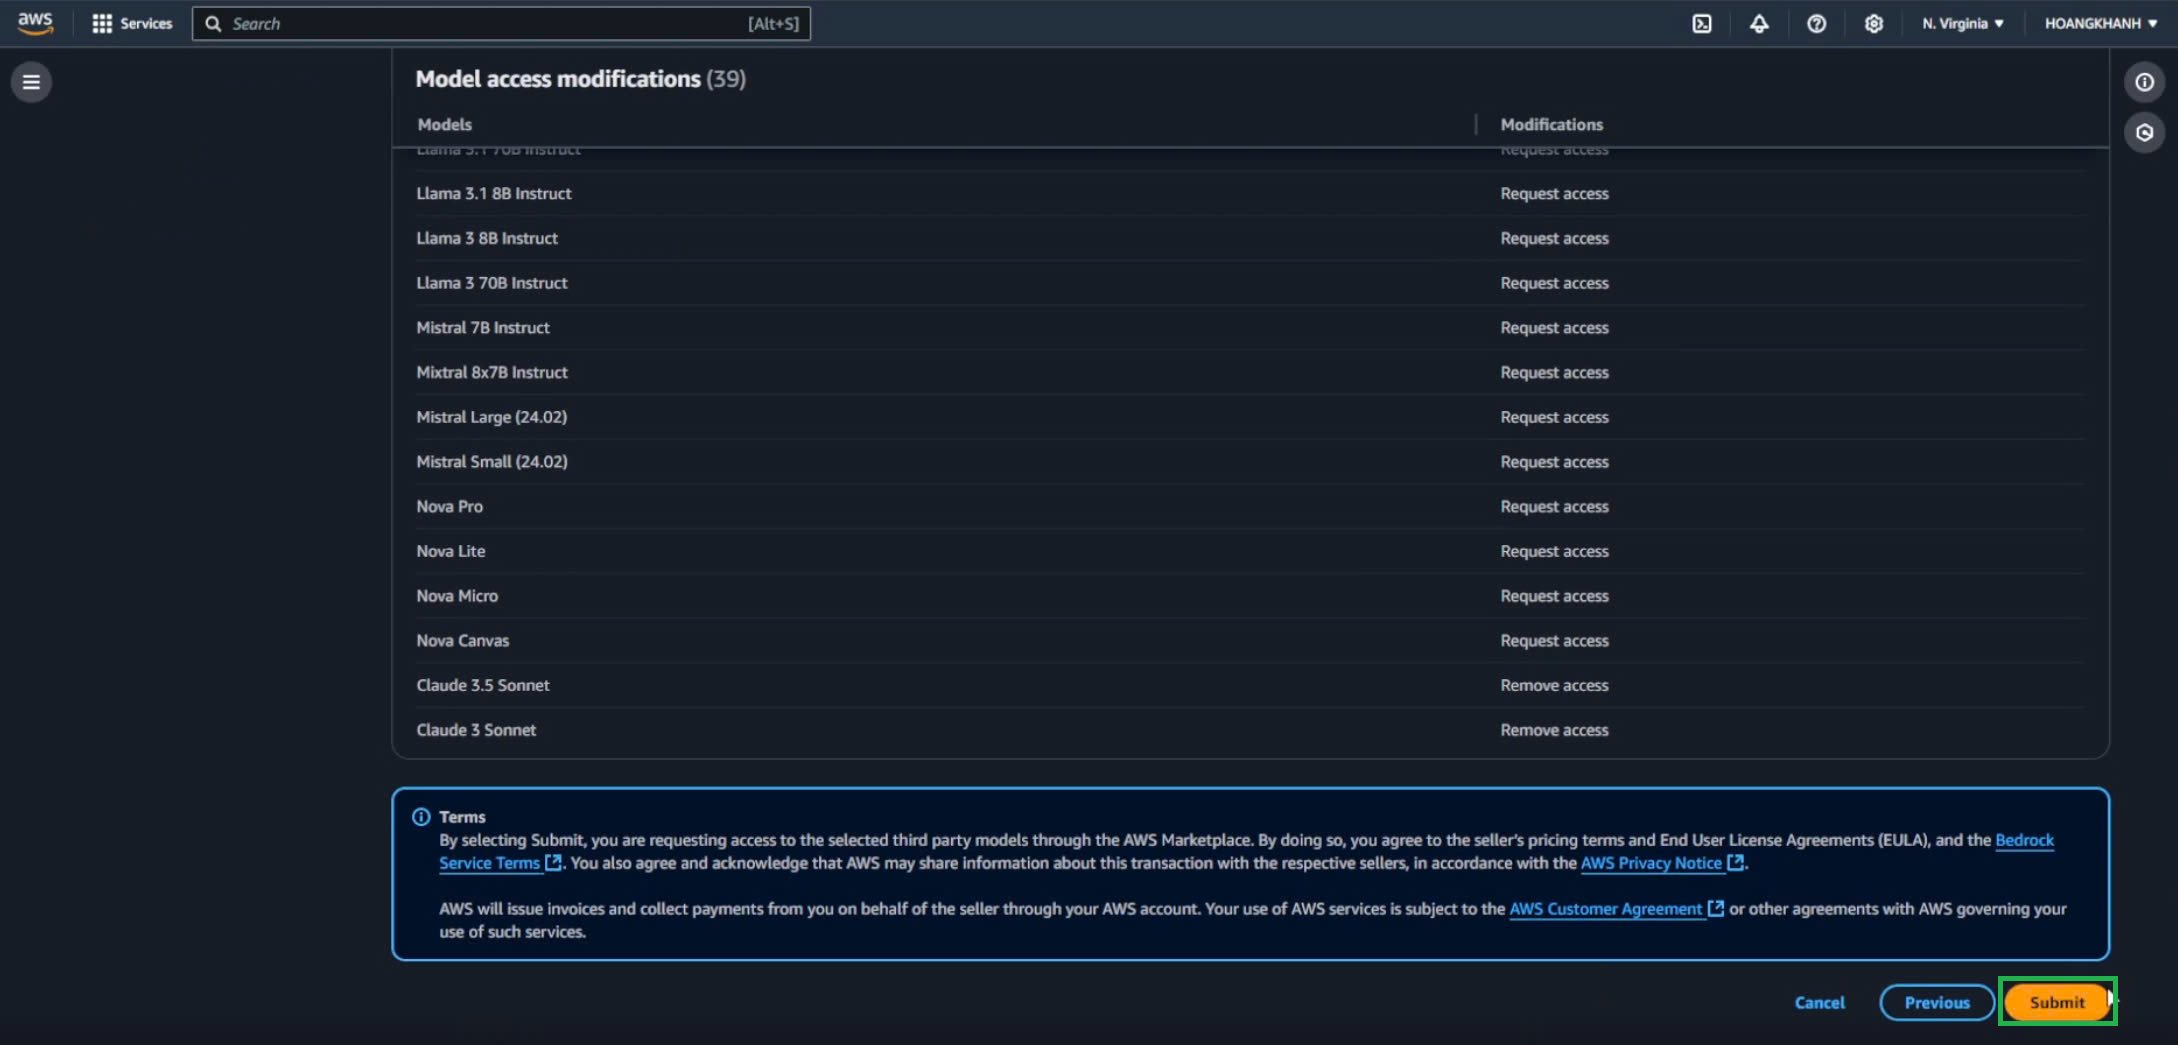 aws Services Search [Alt+S] N. Virginia HOANGKHANH
Model access modifications (39)
Models Modifications
Llama 3.1 70B Instruct Request access
Llama 3.1 8B Instruct Request access
Llama 3 8B Instruct Request access
Llama 3 70B Instruct Request access
Mistral 7B Instruct Request access
Mixtral 8x7B Instruct Request access
Mistral Large (24.02) Request access
Mistral Small (24.02) Request access
Nova Pro Request access
Nova Lite Request access
Nova Micro Request access
Nova Canvas Request access
Claude 3.5 Sonnet Remove access
Claude 3 Sonnet Remove access
Terms
By selecting Submit, you are requesting access to the selected third party models through the AWS Marketplace. By doing so, you agree to the seller's pricing terms and End User License Agreements (EULA), and the Bedrock
Service Terms. You also agree and acknowledge that AWS may share information about this transaction with the respective sellers, in accordance with the AWS Privacy Notice.
AWS will issue invoices and collect payments from you on behalf of the seller through your AWS account. Your use of AWS services is subject to the AWS Customer Agreement or other agreements with AWS governing your
use of such services.
Cancel Previous Submit